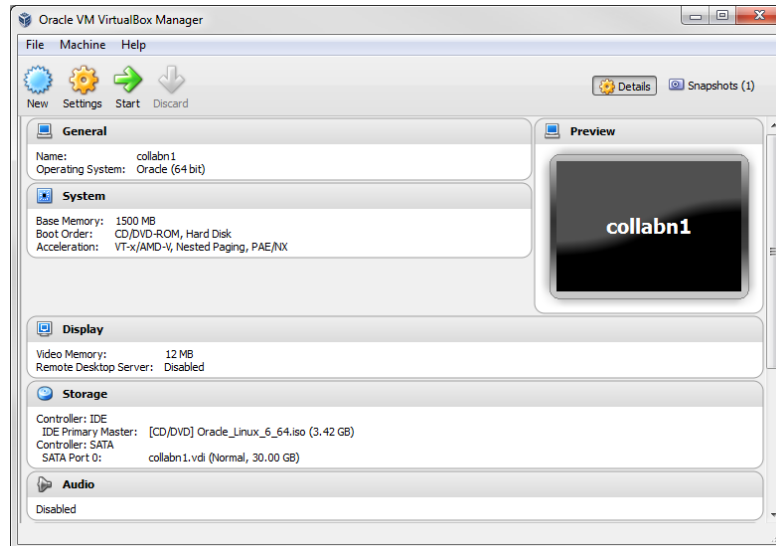 Oracle VM VirtualBox Manager
File Machine Help
New Settings Start Discard
Details Snapshots (1)
General
Name: collabn1
Operating System: Oracle (64 bit)
System
Base Memory: 1500 MB
Boot Order: CD/DVD-ROM, Hard Disk
Acceleration: VT-x/AMD-V, Nested Paging, PAE/NX
Preview
collabn1
Display
Video Memory: 12 MB
Remote Desktop Server: Disabled
Storage
Controller: IDE
IDE Primary Master: [CD/DVD] Oracle_Linux_6_64.iso (3.42 GB)
Controller: SATA
SATA Port 0: collabn1.vdi (Normal, 30.00 GB)
Audio
Disabled